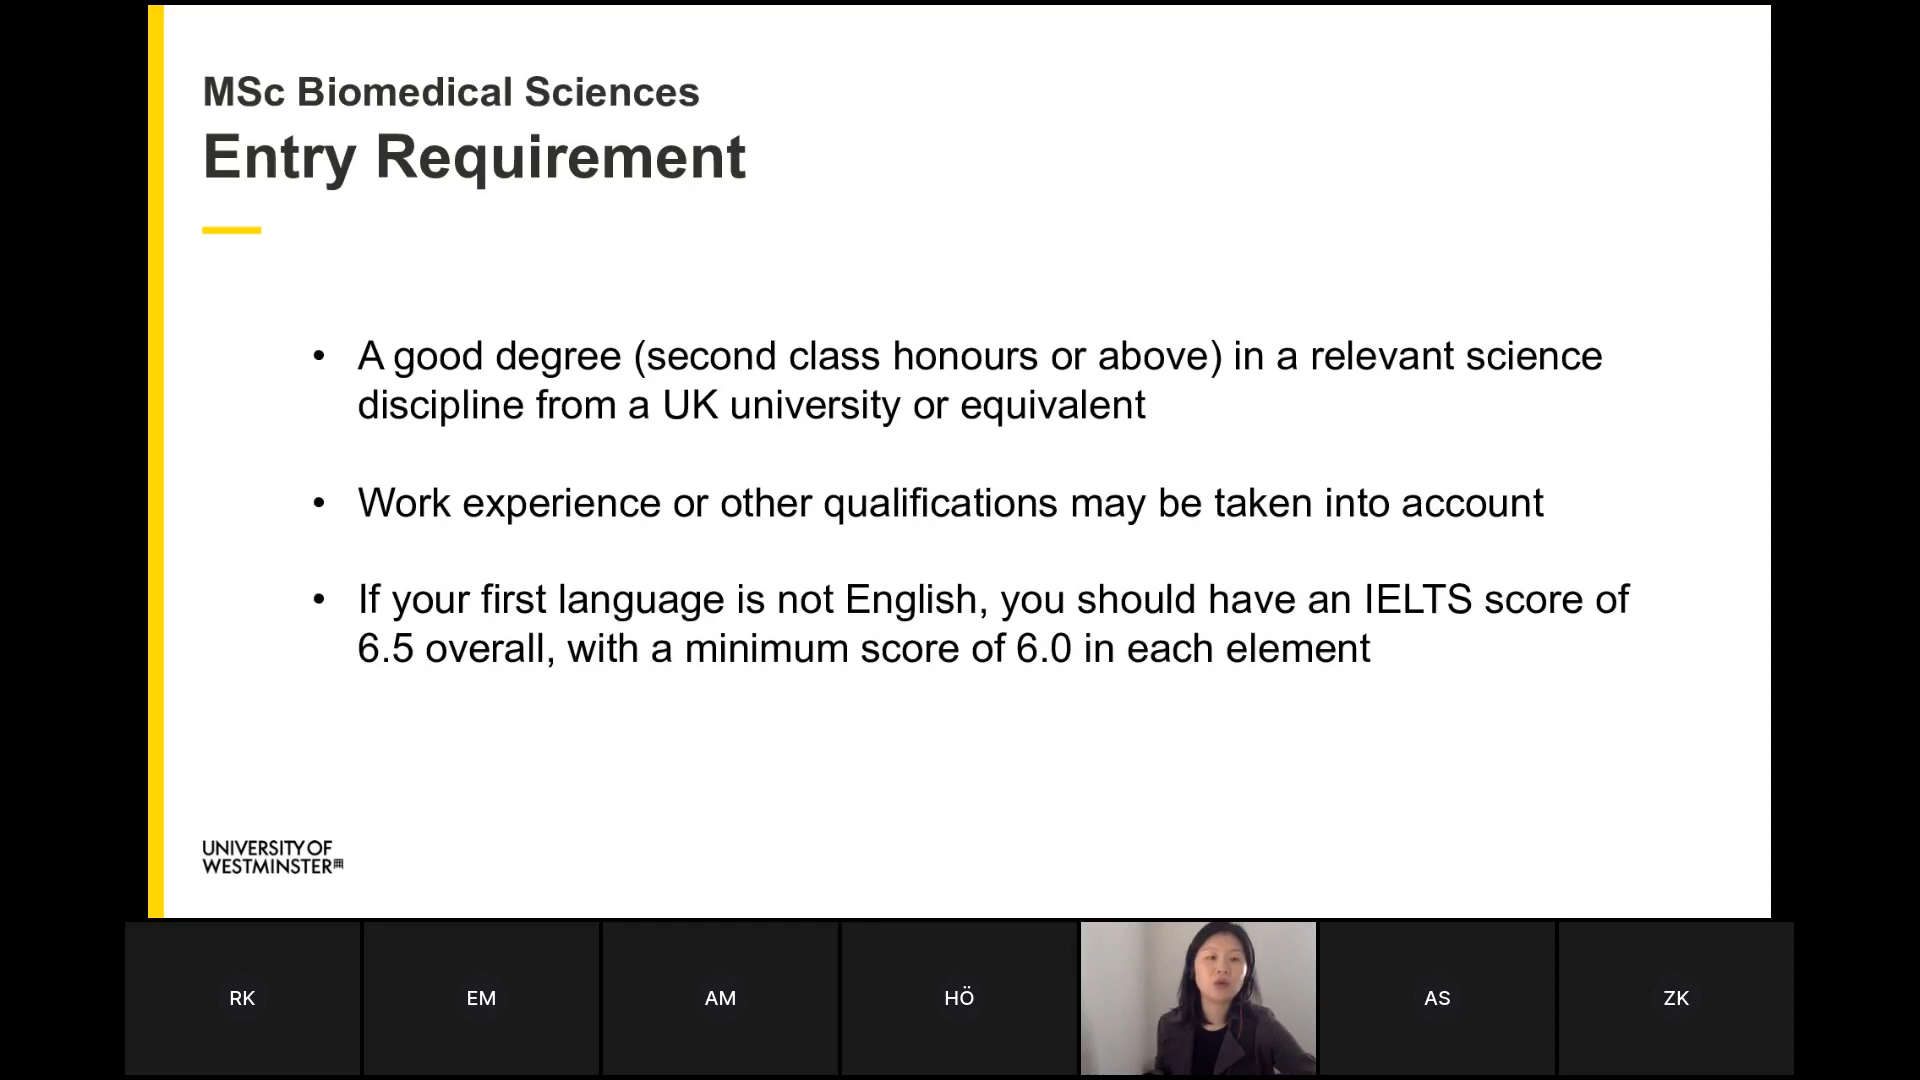 MSc Biomedical Sciences
Entry Requirement
• A good degree (second class honours or above) in a relevant science
discipline from a UK university or equivalent
• Work experience or other qualifications may be taken into account
• If your first language is not English, you should have an IELTS score of
6.5 overall, with a minimum score of 6.0 in each element
UNIVERSITY OF
WESTMINSTER
RK
EM
AM
HÖ
AS
ZK